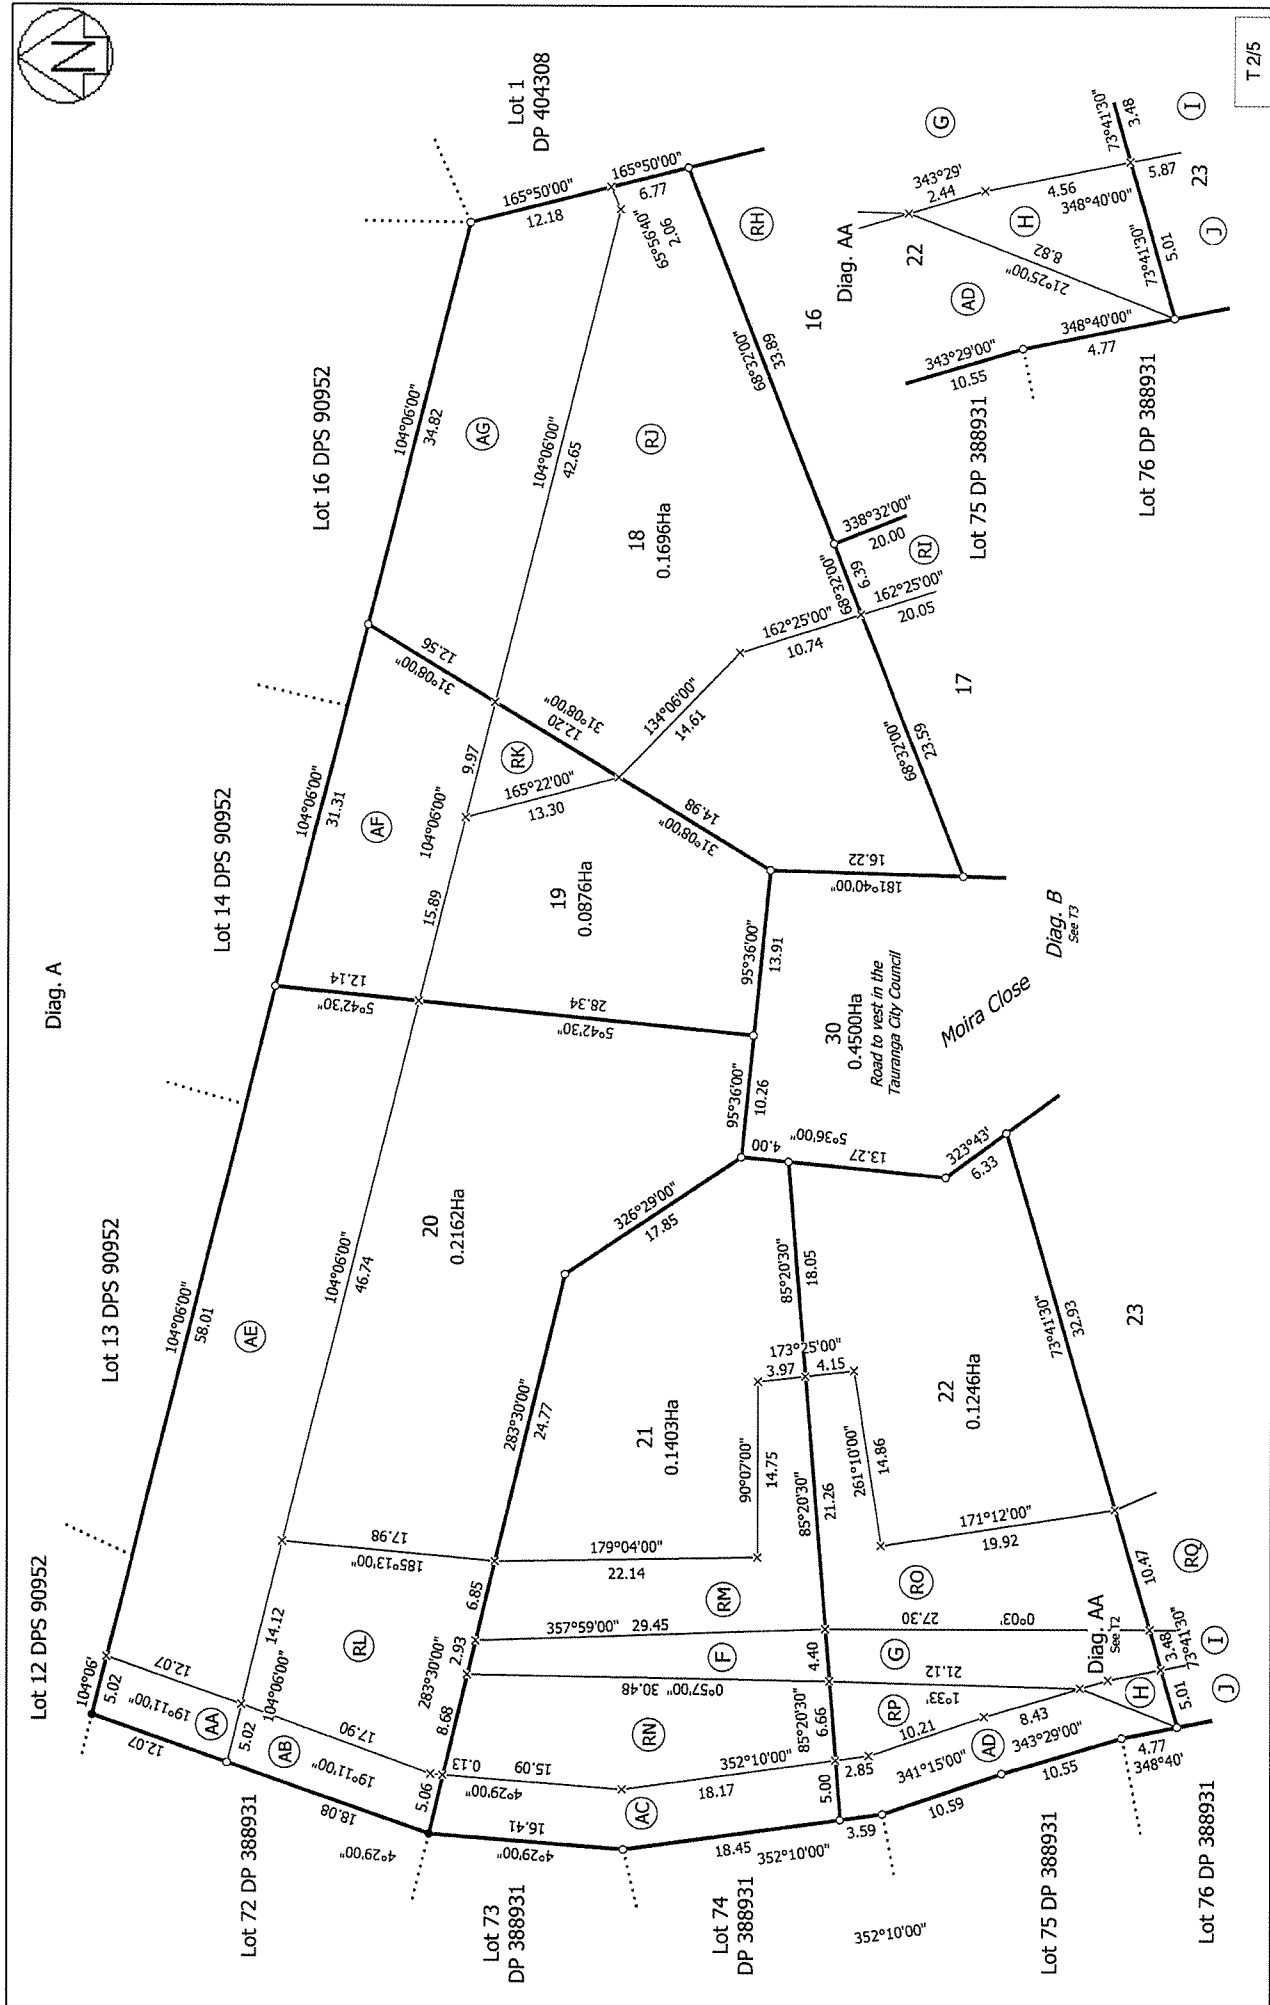 N
T 2/5
Diag. A
Lot 12 DPS 90952
Lot 13 DPS 90952
Lot 14 DPS 90952
Lot 16 DPS 90952
Lot 1
DP 404308
104°06'
5.02
104°06'00"
58.01
104°06'00"
31.31
104°06'00"
34.82
165°50'00"
12.18
165°50'00"
6.77
65°56'40"
2.06
12.07
19°11'00"
12.07
AA
5.02
104°06'00"
14.12
AE
104°06'00"
46.74
5°42'30"
12.14
AF
15.89
104°06'00"
9.97
31°08'00"
12.56
AG
104°06'00"
42.65
Lot 72 DP 388931
18.08
4°29'00"
AB
19°11'00"
17.90
RL
185°13'00"
17.98
20
0.2162Ha
5°42'30"
28.34
19
0.0876Ha
RK
165°22'00"
13.30
31°08'00"
12.20
31°08'00"
14.98
134°06'00"
14.61
18
0.1696Ha
RJ
162°25'00"
10.74
68°32'00"
33.89
RH
16
68°32'00"
6.39
338°32'00"
20.00
RI
162°25'00"
20.05
68°32'00"
23.59
17
181°40'00"
16.22
5.06
0.13
8.68
283°30'00"
2.93
6.85
283°30'00"
24.77
326°29'00"
17.85
95°36'00"
10.26
95°36'00"
13.91
Lot 73
DP 388931
4°29'00"
16.41
4°29'00"
15.09
AC
RN
0°57'00" 30.48
F
357°59'00" 29.45
RM
179°04'00"
22.14
21
0.1403Ha
90°07'00"
14.75
173°25'00"
3.97
4.15
4.00
5°36'00"
13.27
30
0.4500Ha
Road to vest in the
Tauranga City Council
Moira Close
Diag. B
See T3
Lot 74
DP 388931
18.45
352°10'00"
352°10'00"
18.17
5.00
85°20'30"
6.66
4.40
85°20'30"
21.26
85°20'30"
18.05
323°43'
6.33
352°10'00"
3.59
2.85
RP
G
RO
261°10'00"
14.86
22
0.1246Ha
171°12'00"
19.92
73°41'30"
32.93
23
Lot 75 DP 388931
10.59
341°15'00"
10.21
AD
8.43
343°29'00"
10.55
1°33'
21.12
0°03'
27.30
Diag. AA
See T2
H
Lot 76 DP 388931
348°40'
4.77
5.01
73°41'30"
3.48
10.47
J
I
RQ
Diag. AA
22
G
343°29'
2.44
AD
21°25'00"
8.82
H
4.56
348°40'00"
73°41'30"
3.48
343°29'00"
10.55
348°40'00"
4.77
73°41'30"
5.01
5.87
I
23
J
Lot 75 DP 388931
Lot 76 DP 388931